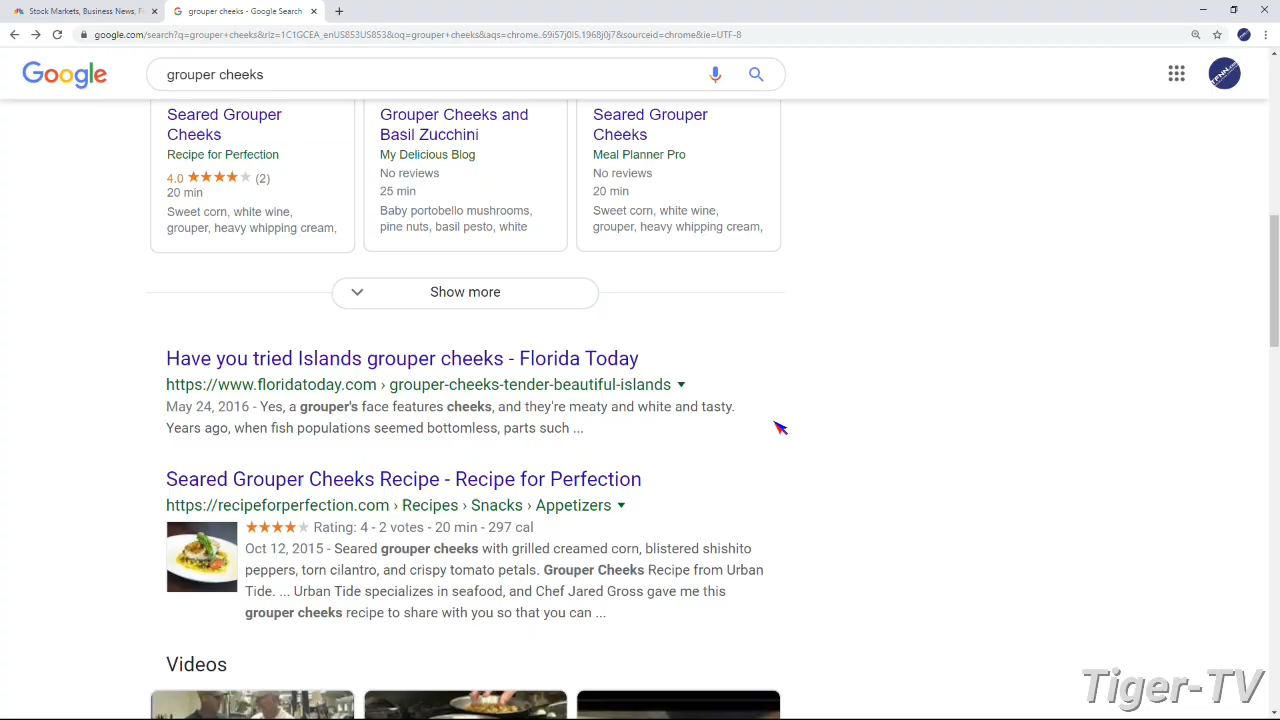 Stock Markets, Business News, Fi
grouper cheeks - Google Search
google.com/search?q=grouper+cheeks&rlz=1C1GCEA_enUS853US853&oq=grouper+cheeks&aqs=chrome..69i57j0l5.1968j0j7&sourceid=chrome&ie=UTF-8
Google
grouper cheeks
Seared Grouper
Cheeks
Recipe for Perfection
4.0 (2)
20 min
Sweet corn, white wine,
grouper, heavy whipping cream,
Grouper Cheeks and
Basil Zucchini
My Delicious Blog
No reviews
25 min
Baby portobello mushrooms,
pine nuts, basil pesto, white
Seared Grouper
Cheeks
Meal Planner Pro
No reviews
20 min
Sweet corn, white wine,
grouper, heavy whipping cream,
Show more
Have you tried Islands grouper cheeks - Florida Today
https://www.floridatoday.com › grouper-cheeks-tender-beautiful-islands
May 24, 2016 - Yes, a grouper's face features cheeks, and they're meaty and white and tasty.
Years ago, when fish populations seemed bottomless, parts such ...
Seared Grouper Cheeks Recipe - Recipe for Perfection
https://recipeforperfection.com › Recipes › Snacks › Appetizers
Rating: 4 - 2 votes - 20 min - 297 cal
Oct 12, 2015 - Seared grouper cheeks with grilled creamed corn, blistered shishito
peppers, torn cilantro, and crispy tomato petals. Grouper Cheeks Recipe from Urban
Tide. ... Urban Tide specializes in seafood, and Chef Jared Gross gave me this
grouper cheeks recipe to share with you so that you can ...
Videos
Tiger-TV